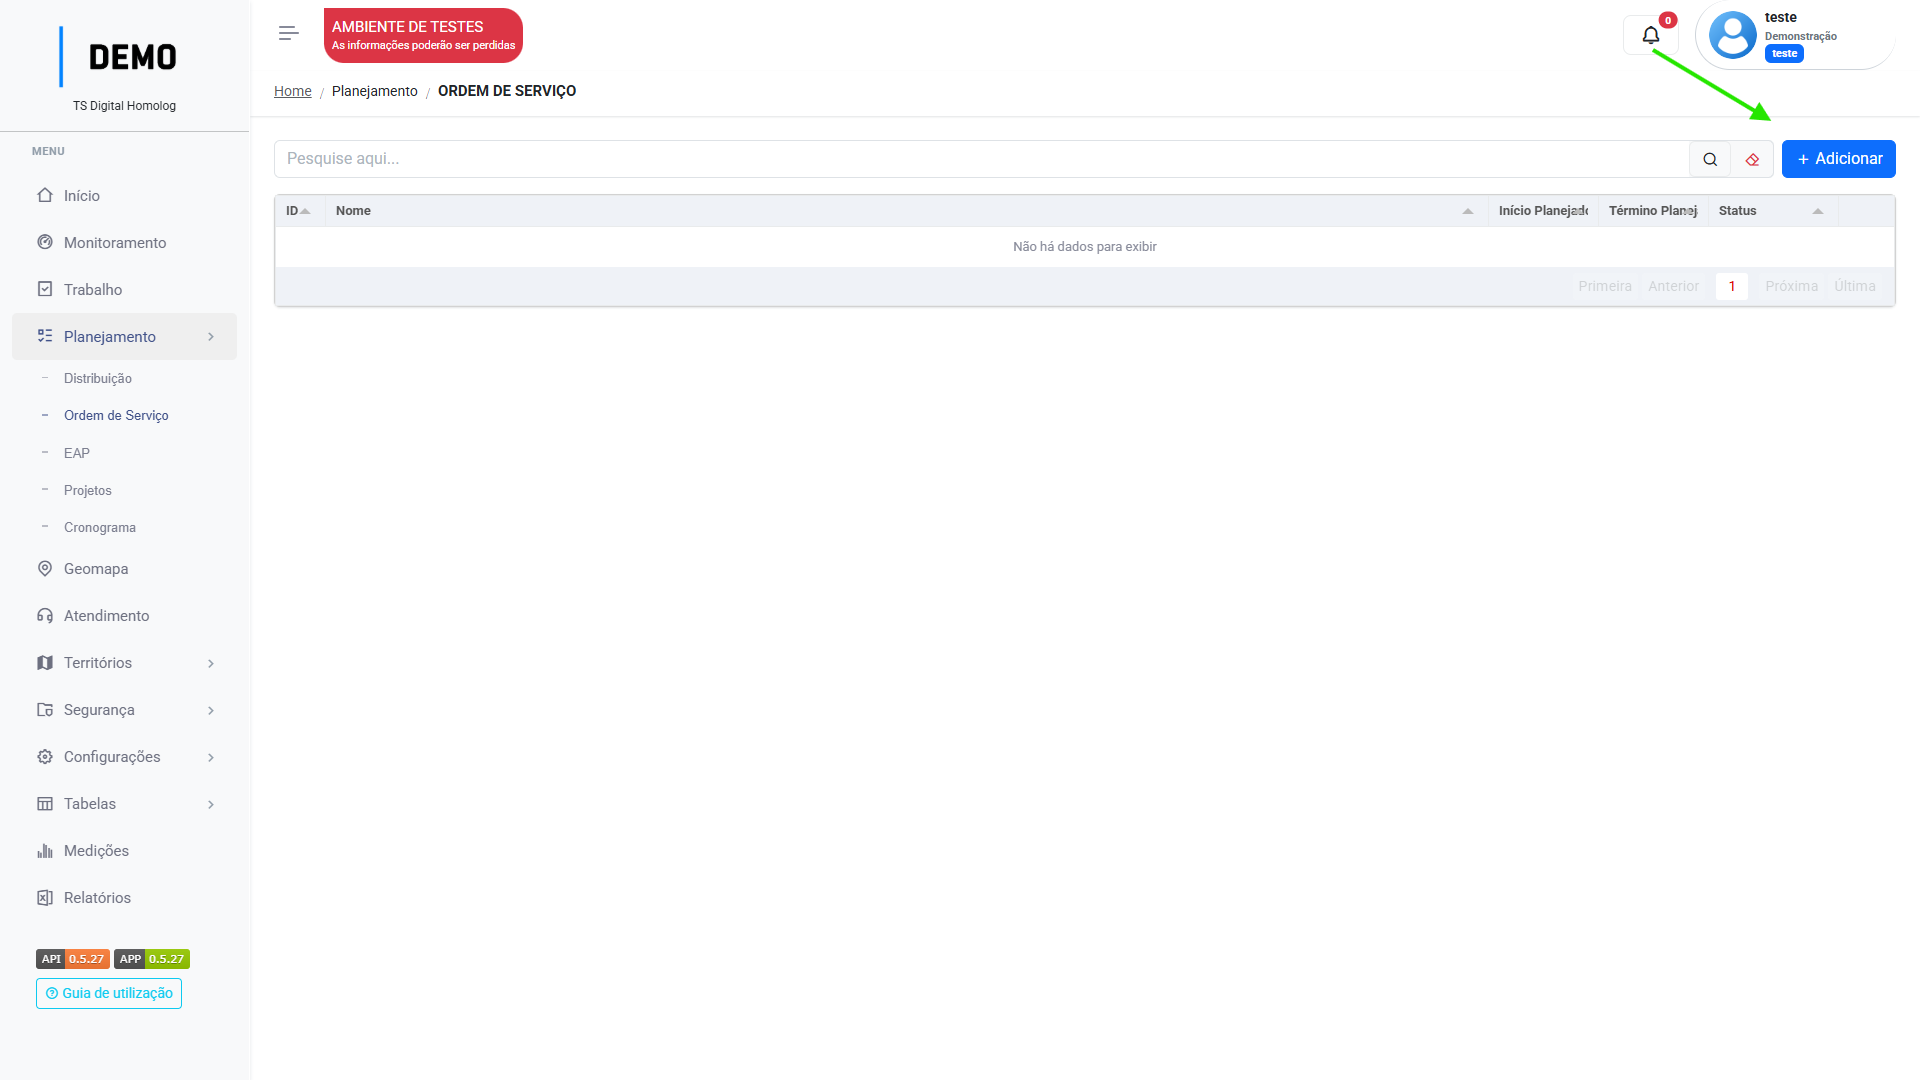 DEMO
TS Digital Homolog
AMBIENTE DE TESTES
As informações poderão ser perdidas
0
teste
Demonstração
teste
Home / Planejamento / ORDEM DE SERVIÇO
MENU
Início
Monitoramento
Trabalho
Planejamento
Distribuição
Ordem de Serviço
EAP
Projetos
Cronograma
Geomapa
Atendimento
Territórios
Segurança
Configurações
Tabelas
Medições
Relatórios
API 0.5.27 APP 0.5.27
Guia de utilização
Pesquise aqui...
+ Adicionar
ID Nome Início Planejado Término Planej Status
Não há dados para exibir
Primeira Anterior 1 Próxima Última